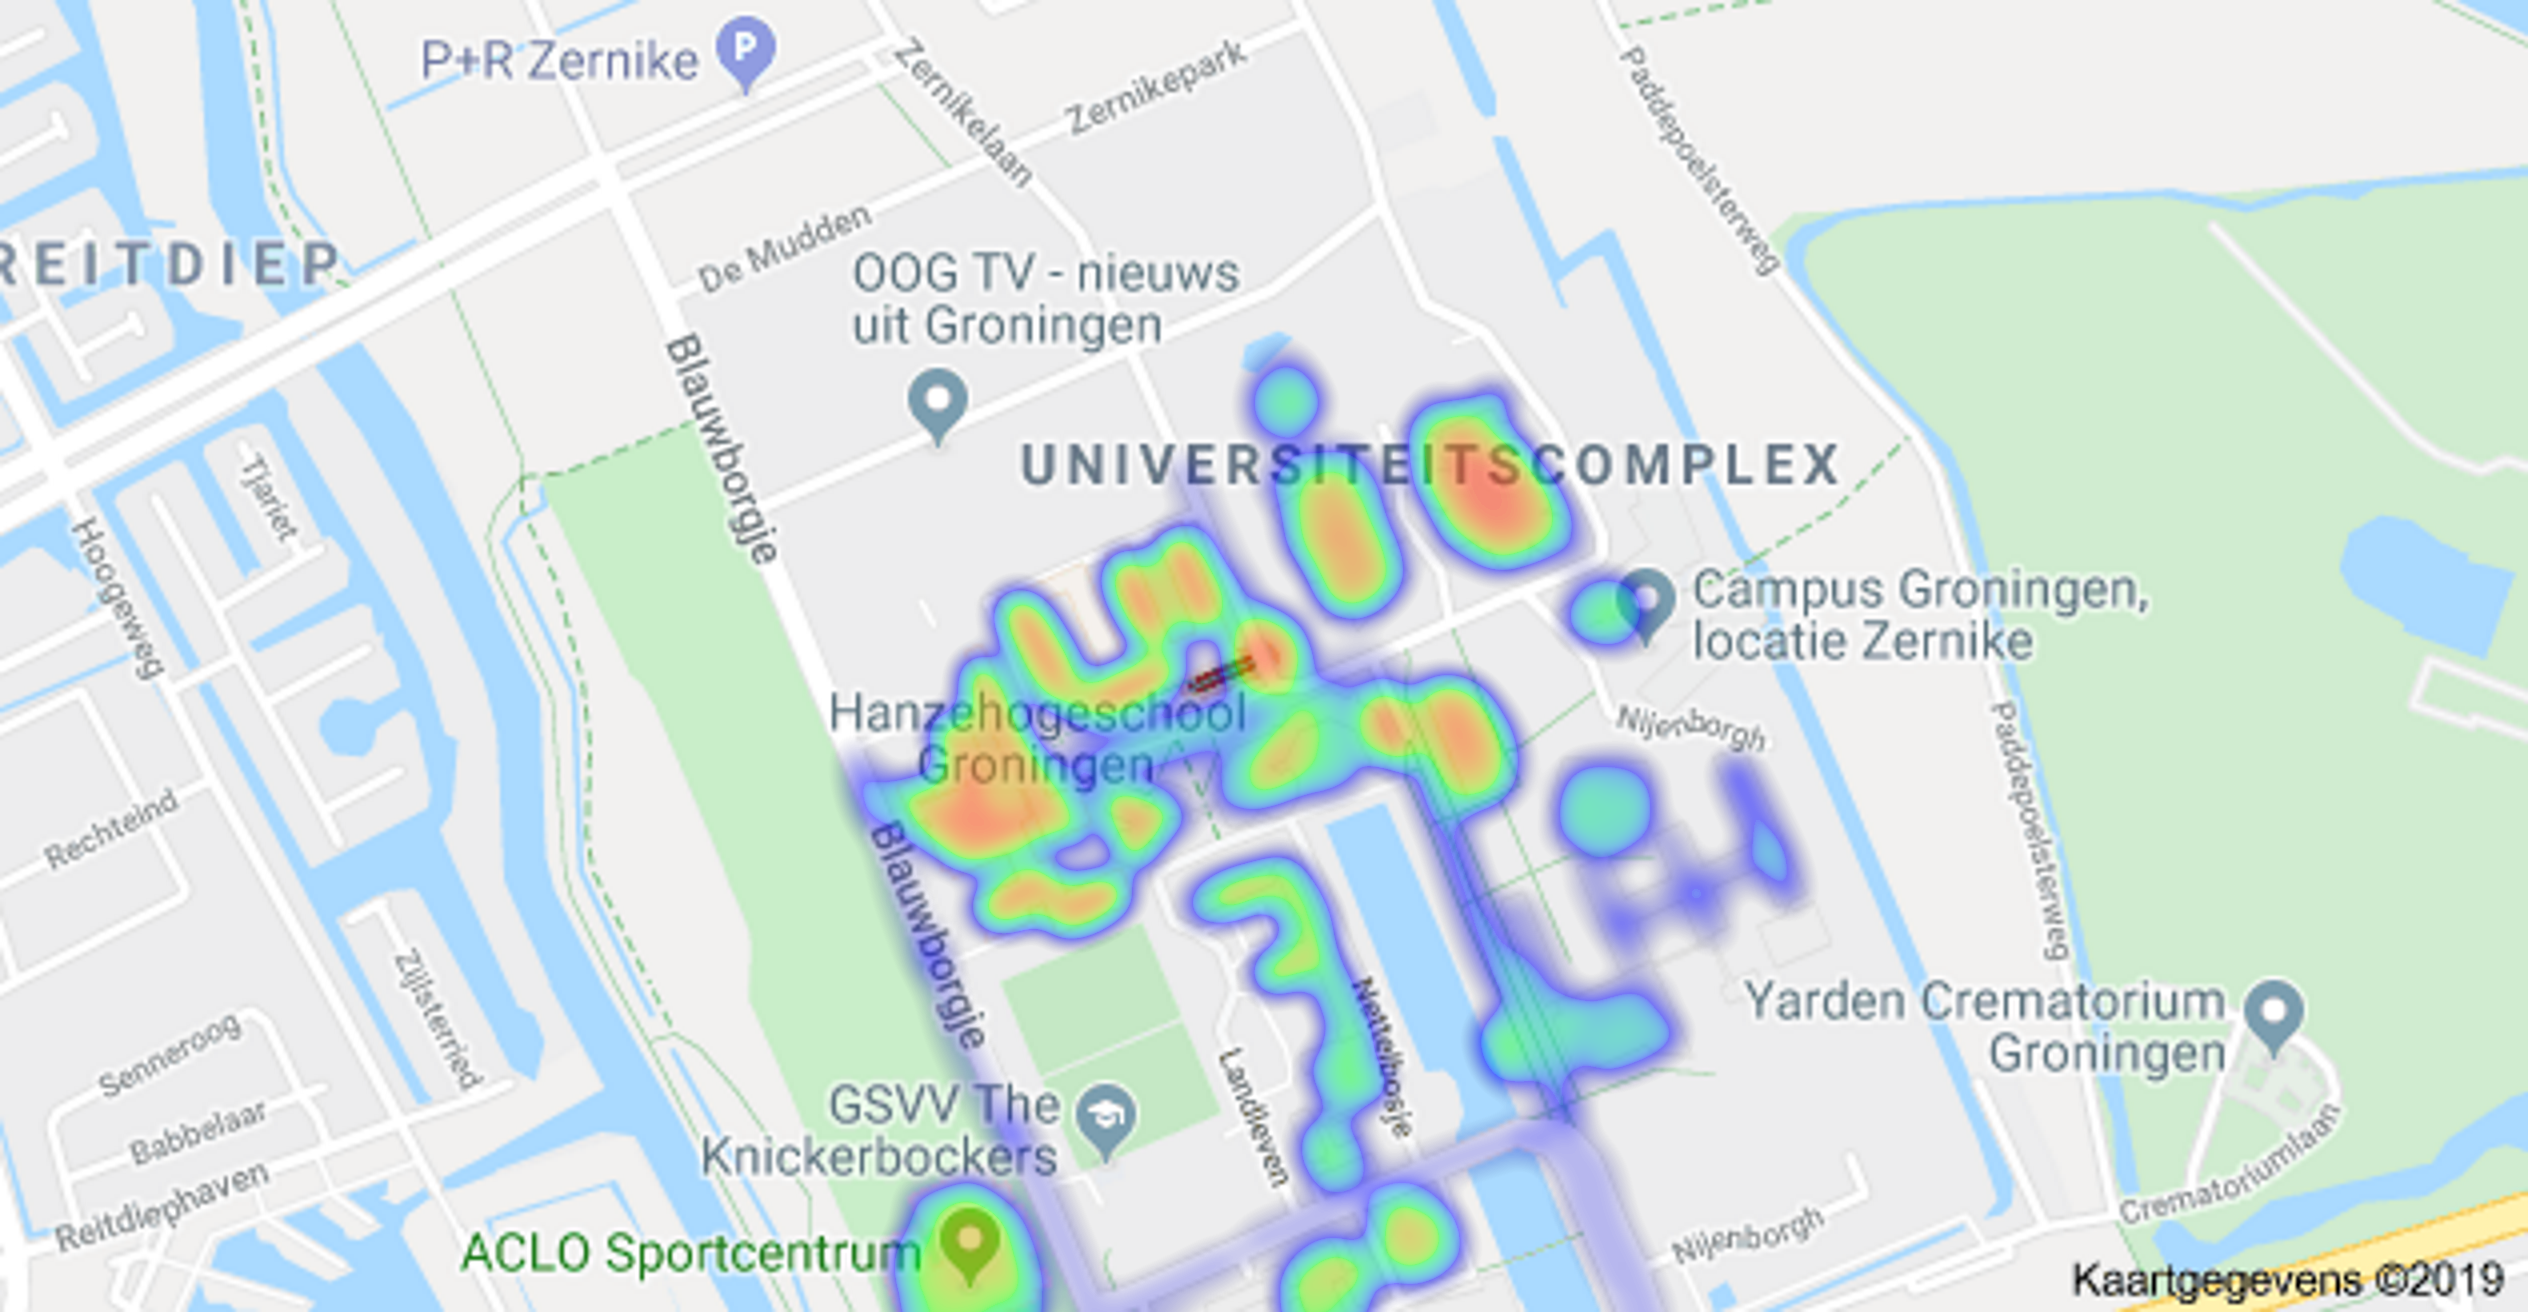 P+R Zernike
P
Zernikelaan
Zernikepark
Paddepoelsterweg
REITDIEP
De Mudden
OOG TV - nieuws
uit Groningen
Blauwborgje
UNIVERSITEITSCOMPLEX
Tjariet
Hoogeweg
Campus Groningen,
locatie Zernike
Hanzehogeschool
Groningen
Nijenborgh
Paddepoelsterweg
Rechteind
Blauwborgje
Zijlsterried
Nettelbosje
Yarden Crematorium
Groningen
Senneroog
Landleven
GSVV The
Knickerbockers
Babbelaar
Reitdiephaven
ACLO Sportcentrum
Nijenborgh
Crematoriumlaan
Kaartgegevens ©2019